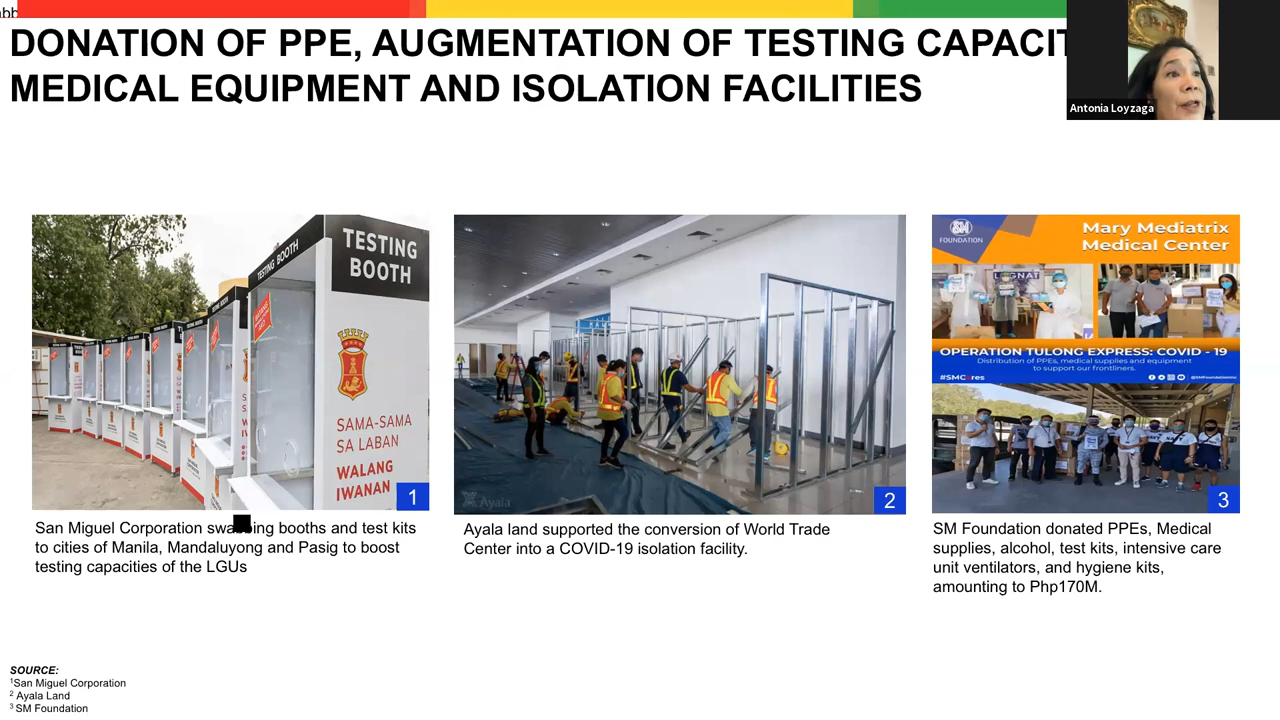 DONATION OF PPE, AUGMENTATION OF TESTING
MEDICAL EQUIPMENT AND ISOLATION FACILITIES
Antonia Loyzaga
TESTING BOOTH
TESTING
BOOTH
SAMA-SAMA
SA LABAN
WALANG
IWANAN
1
San Miguel Corporation booths and test kits
to cities of Manila, Mandaluyong and Pasig to boost
testing capacities of the LGUs
Ayala
2
Ayala land supported the conversion of World Trade
Center into a COVID-19 isolation facility.
SM
FOUNDATION
Mary Mediatrix
Medical Center
OPERATION TULONG EXPRESS: COVID - 19
Distribution of PPEs, medical supplies and equipment
to support our frontliners.
3
SM Foundation donated PPEs, Medical
supplies, alcohol, test kits, intensive care
unit ventilators, and hygiene kits,
amounting to Php170M.
SOURCE:
1San Miguel Corporation
2 Ayala Land
3 SM Foundation